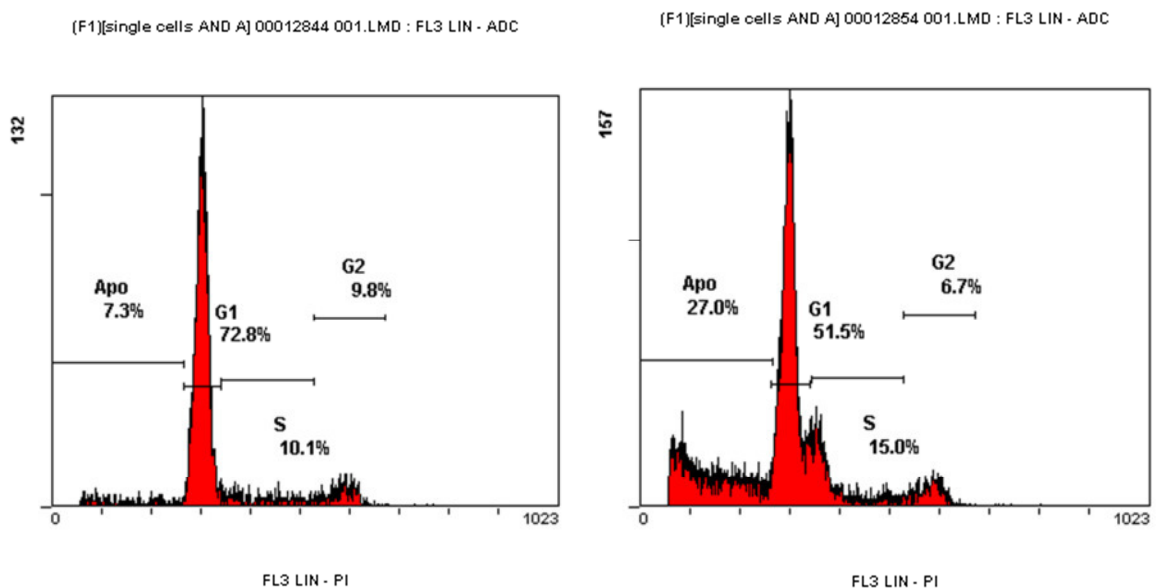 (F1)[single cells AND A] 00012844 001.LMD : FL3 LIN - ADC
132
Apo
7.3%
G1
72.8%
G2
9.8%
S
10.1%
0
1023
FL3 LIN - PI
(F1)[single cells AND A] 00012854 001.LMD : FL3 LIN - ADC
157
Apo
27.0%
G1
51.5%
G2
6.7%
S
15.0%
0
1023
FL3 LIN - PI